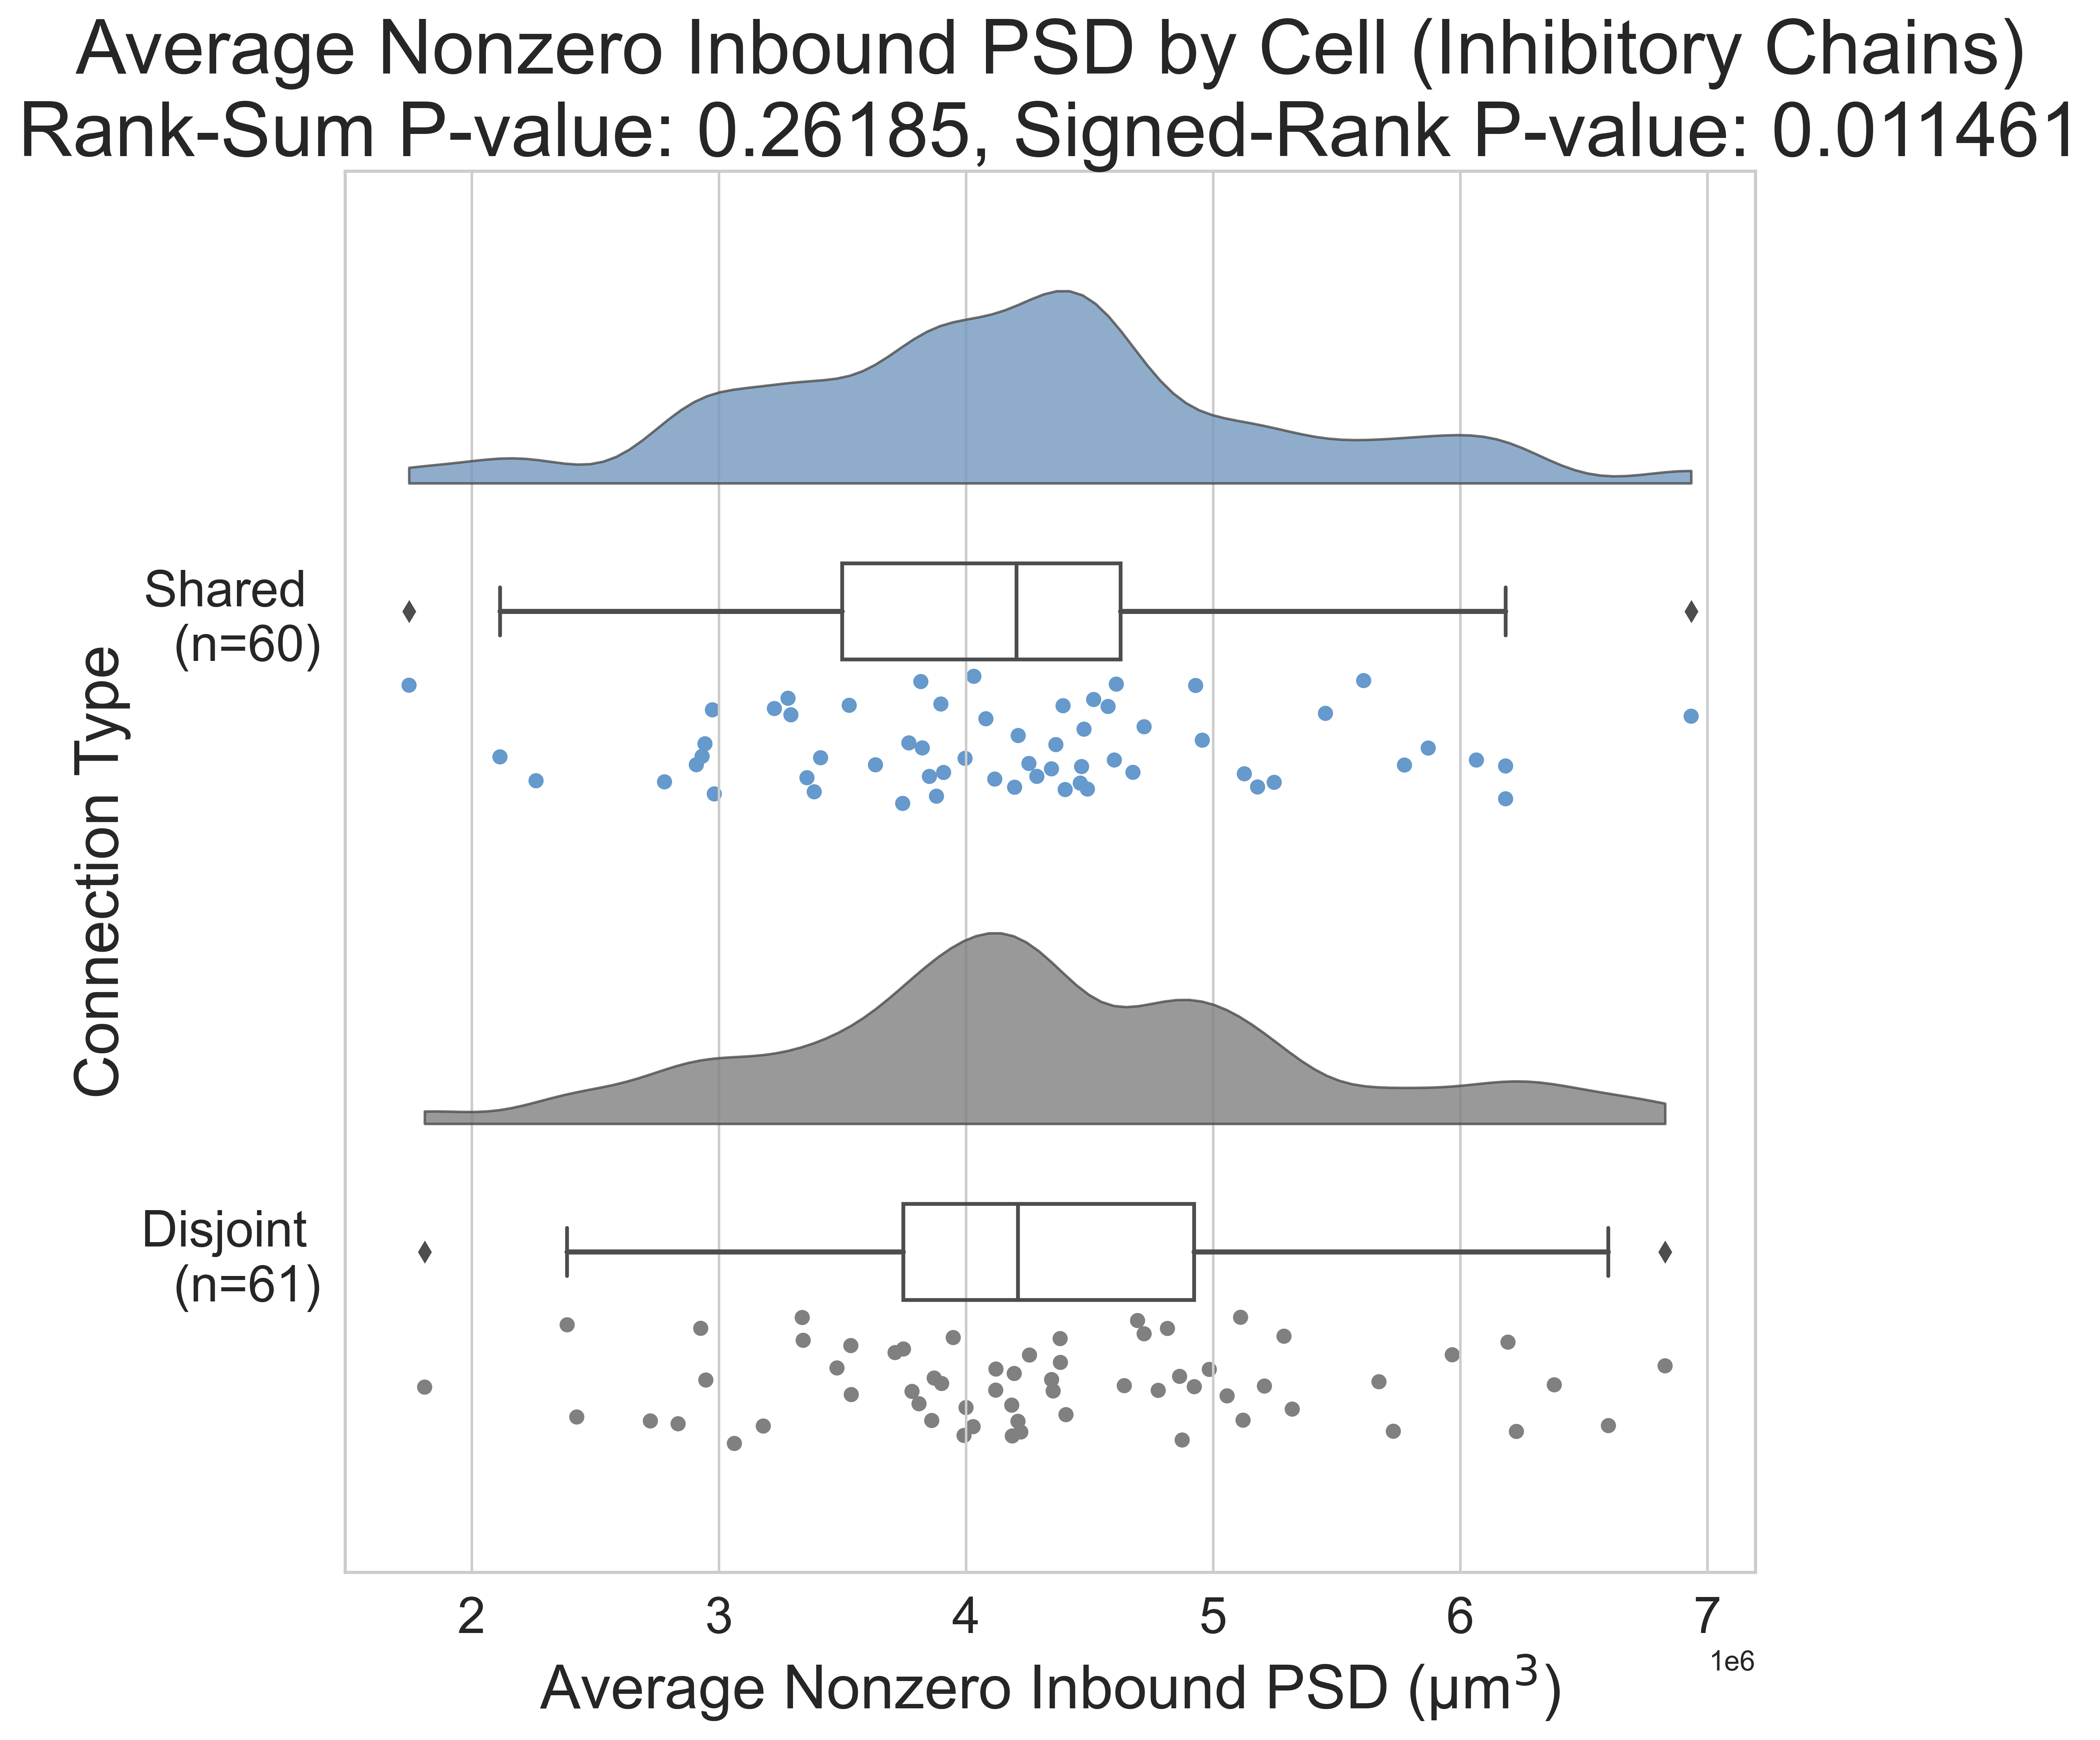 Average Nonzero Inbound PSD by Cell (Inhibitory Chains)
Rank-Sum P-value: 0.26185, Signed-Rank P-value: 0.011461
Connection Type
Shared
(n=60)
Disjoint
(n=61)
2 3 4 5 6 7
1e6
Average Nonzero Inbound PSD (μm³)